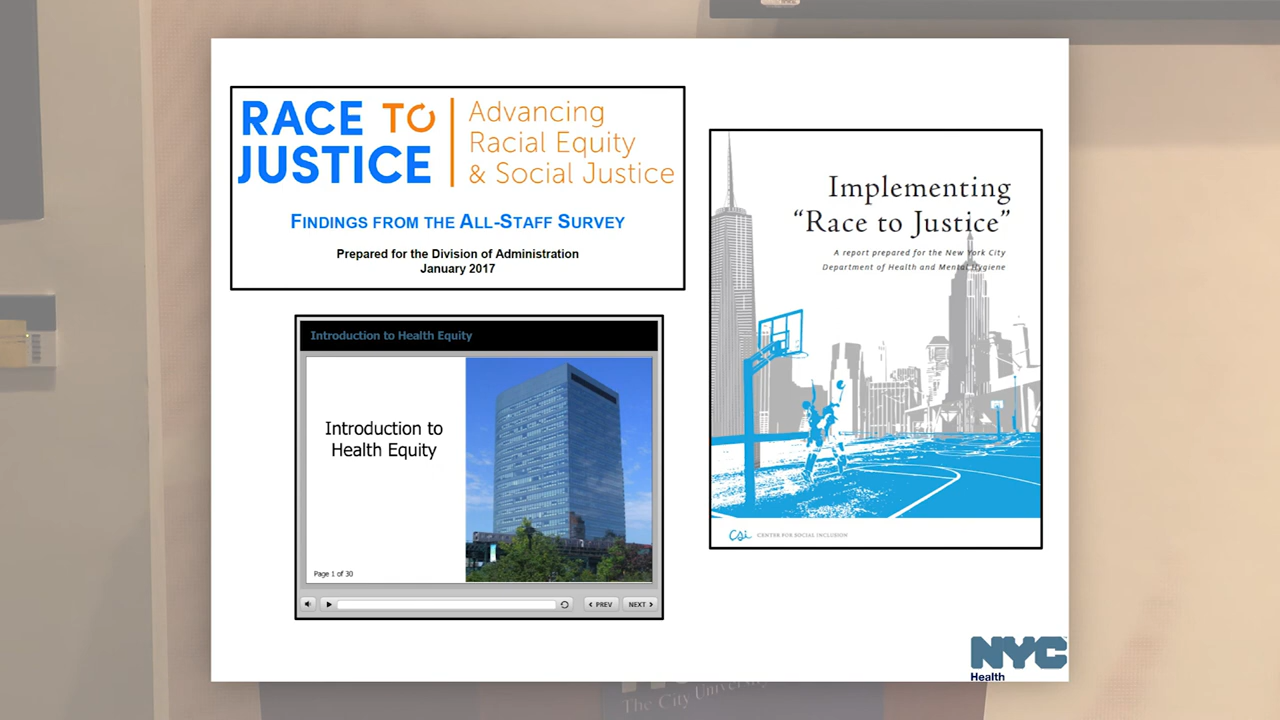 RACE TO
JUSTICE
Advancing
Racial Equity
& Social Justice
FINDINGS FROM THE ALL-STAFF SURVEY
Prepared for the Division of Administration
January 2017
Implementing
“Race to Justice”
A report prepared for the New York City
Department of Health and Mental Hygiene
csi CENTER FOR SOCIAL INCLUSION
Introduction to Health Equity
Introduction to
Health Equity
Page 1 of 30
PREV
NEXT
NYC
Health
The City University